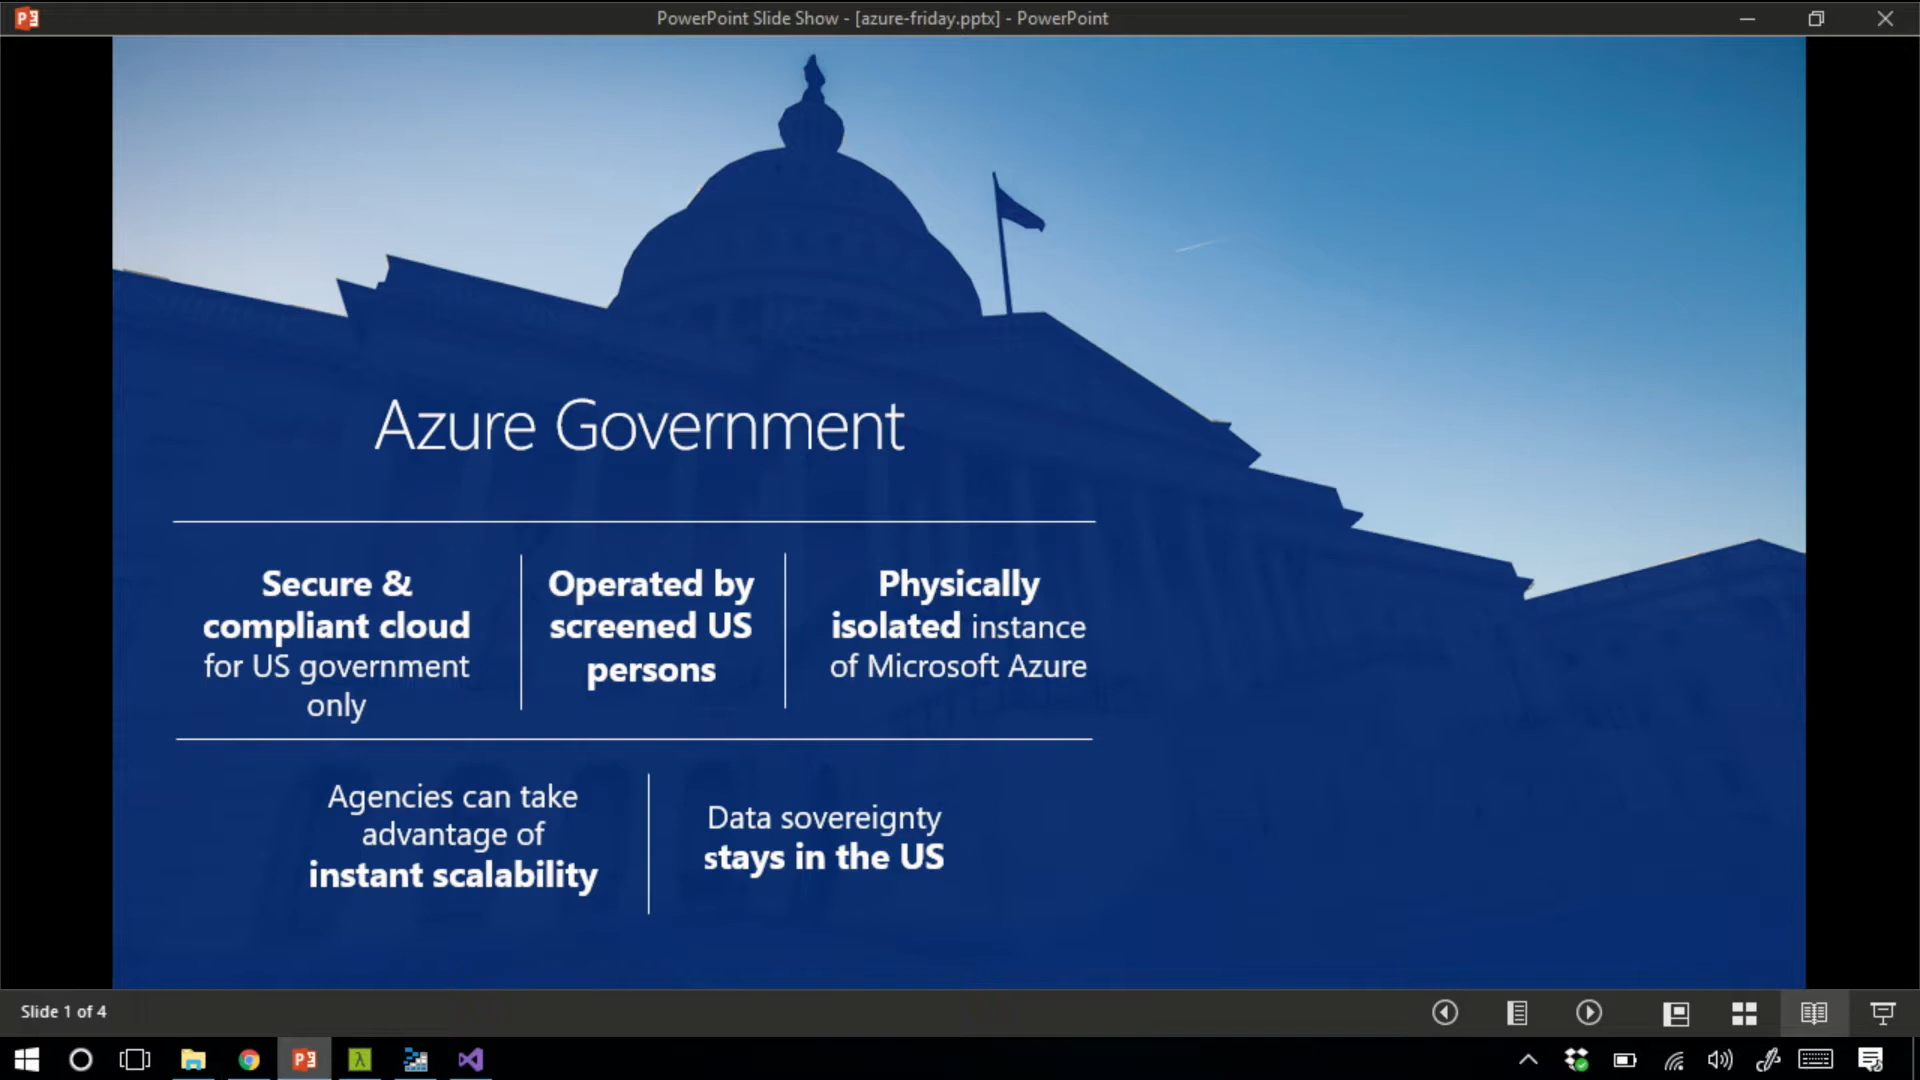 PowerPoint Slide Show - [azure-friday.pptx] - PowerPoint
Azure Government
Secure &
compliant cloud
for US government
only
Operated by
screened US
persons
Physically
isolated instance
of Microsoft Azure
Agencies can take
advantage of
instant scalability
Data sovereignty
stays in the US
Slide 1 of 4